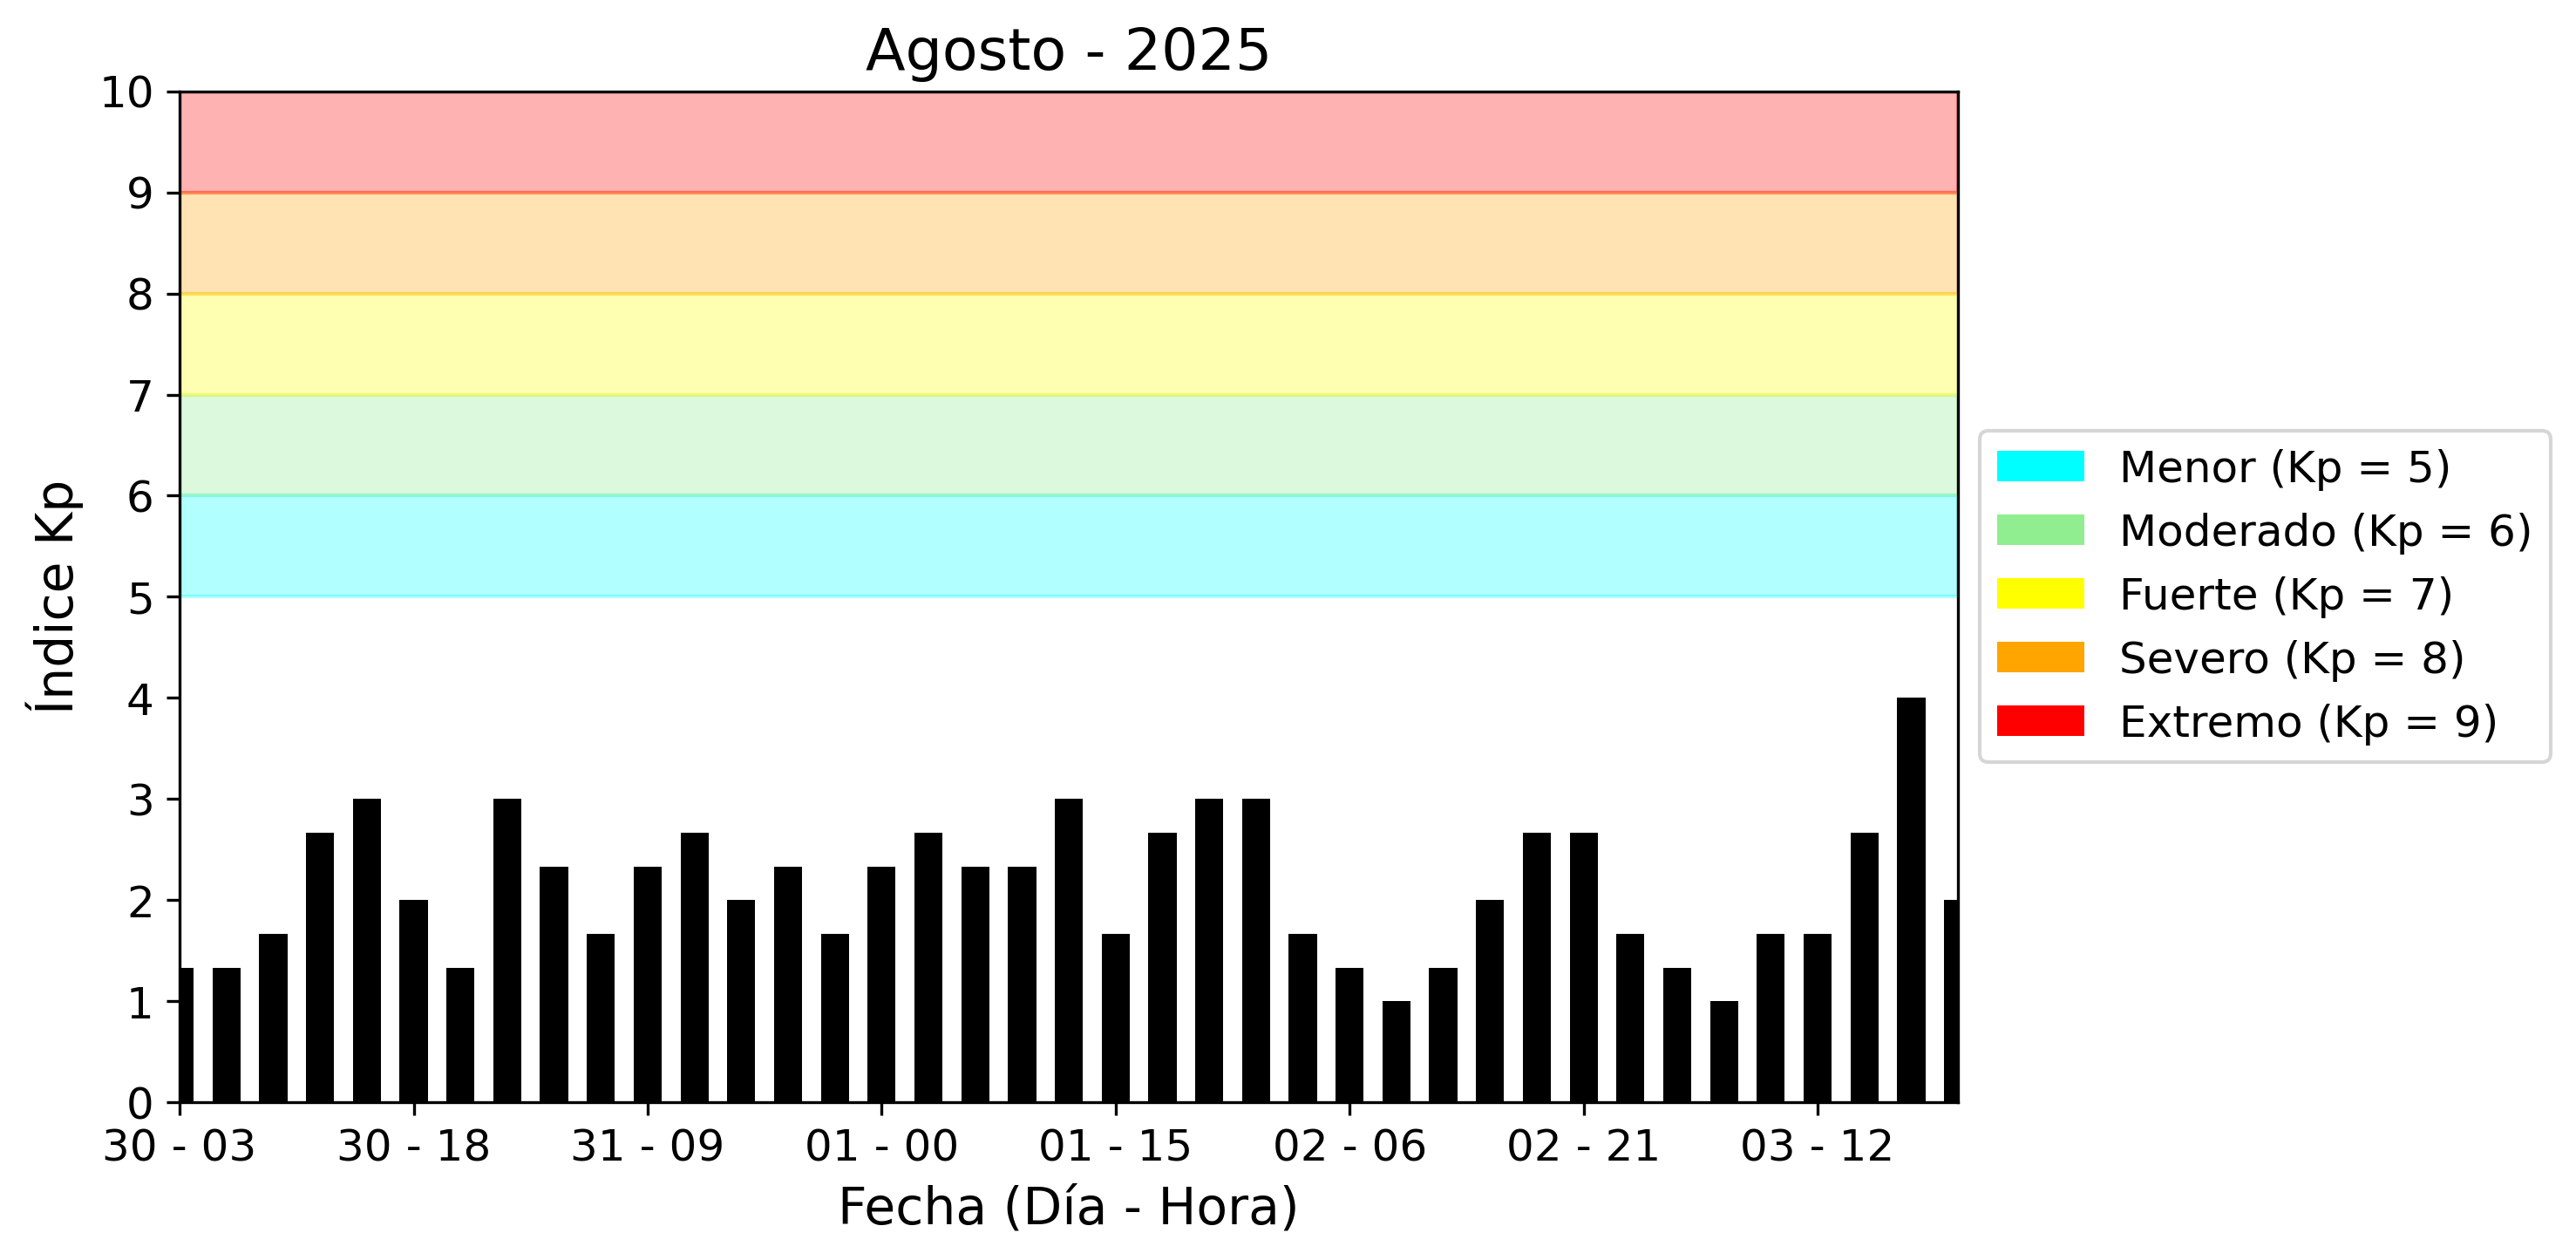 Agosto - 2025
10
9
8
7
6
5
4
3
2
1
0
Índice Kp
30 - 03
30 - 18
31 - 09
01 - 00
01 - 15
02 - 06
02 - 21
03 - 12
Fecha (Día - Hora)
Menor (Kp = 5)
Moderado (Kp = 6)
Fuerte (Kp = 7)
Severo (Kp = 8)
Extremo (Kp = 9)